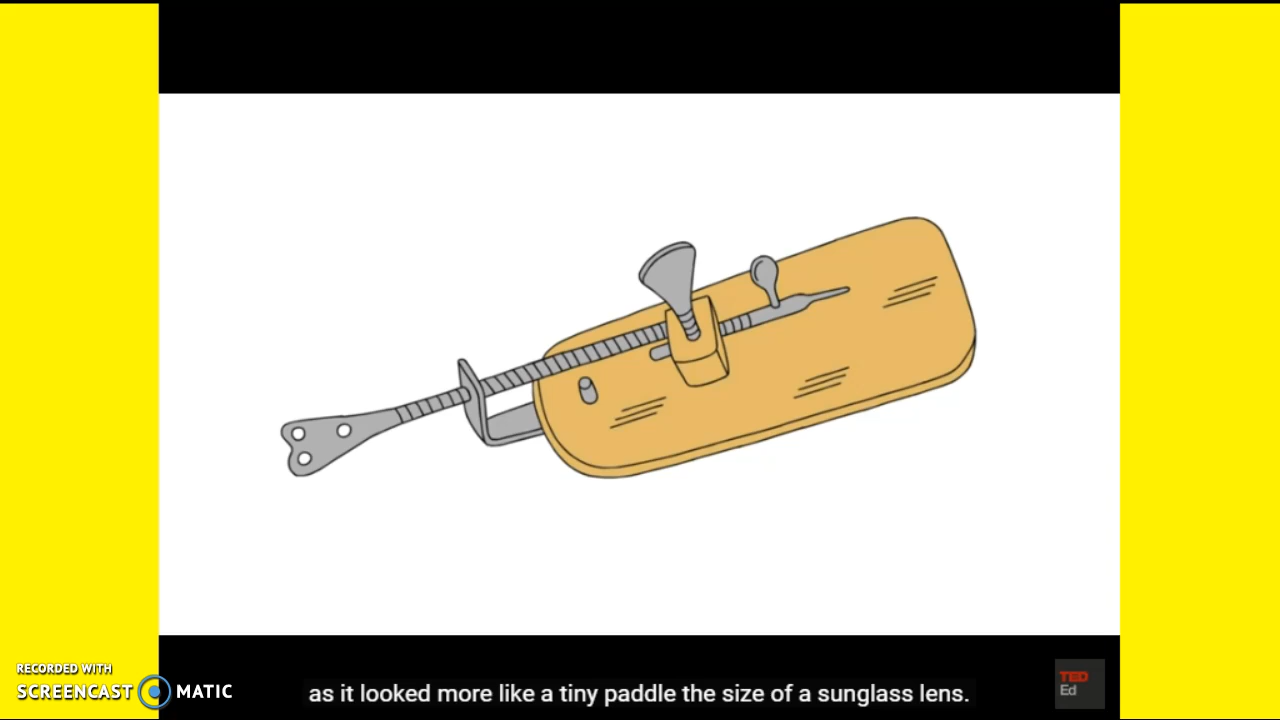 as it looked more like a tiny paddle the size of a sunglass lens.
RECORDED WITH
SCREENCAST MATIC
TED
Ed